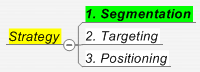 1. Segmentation
Strategy
2. Targeting
3. Positioning